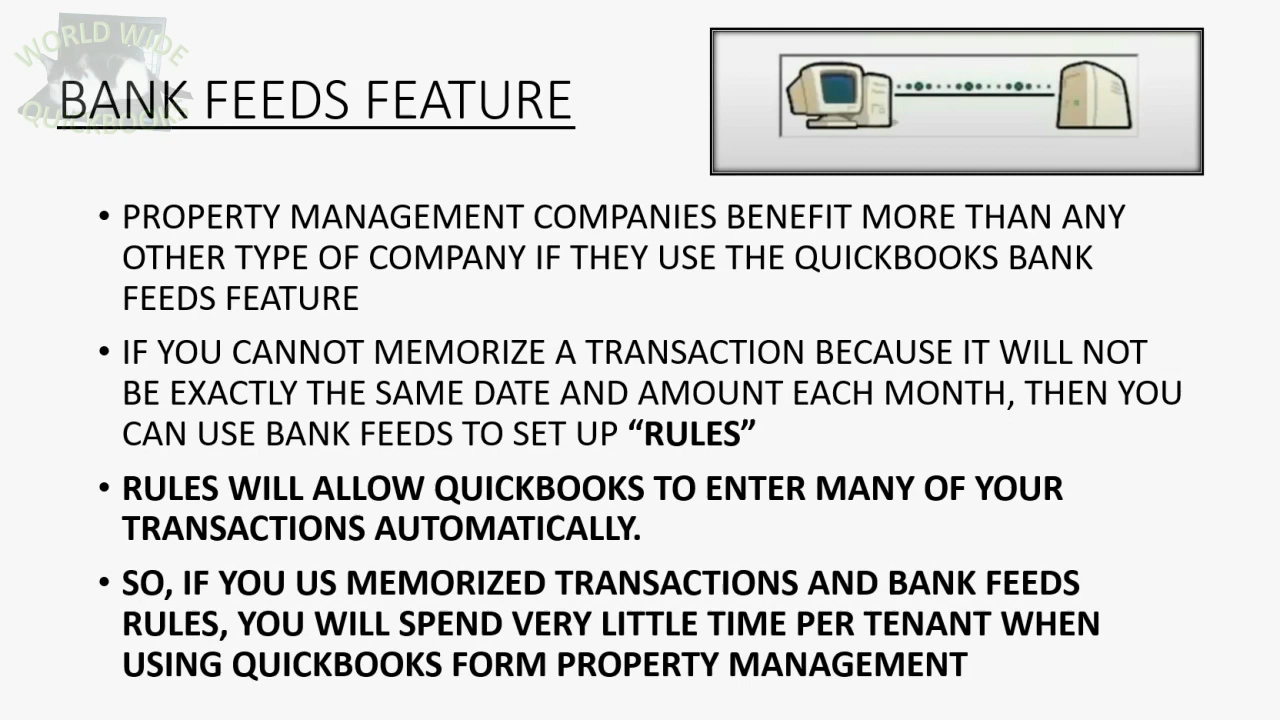 WORLD WIDE
QUICKBOOKS
BANK FEEDS FEATURE
• PROPERTY MANAGEMENT COMPANIES BENEFIT MORE THAN ANY
OTHER TYPE OF COMPANY IF THEY USE THE QUICKBOOKS BANK
FEEDS FEATURE
• IF YOU CANNOT MEMORIZE A TRANSACTION BECAUSE IT WILL NOT
BE EXACTLY THE SAME DATE AND AMOUNT EACH MONTH, THEN YOU
CAN USE BANK FEEDS TO SET UP “RULES”
• RULES WILL ALLOW QUICKBOOKS TO ENTER MANY OF YOUR
TRANSACTIONS AUTOMATICALLY.
• SO, IF YOU US MEMORIZED TRANSACTIONS AND BANK FEEDS
RULES, YOU WILL SPEND VERY LITTLE TIME PER TENANT WHEN
USING QUICKBOOKS FORM PROPERTY MANAGEMENT